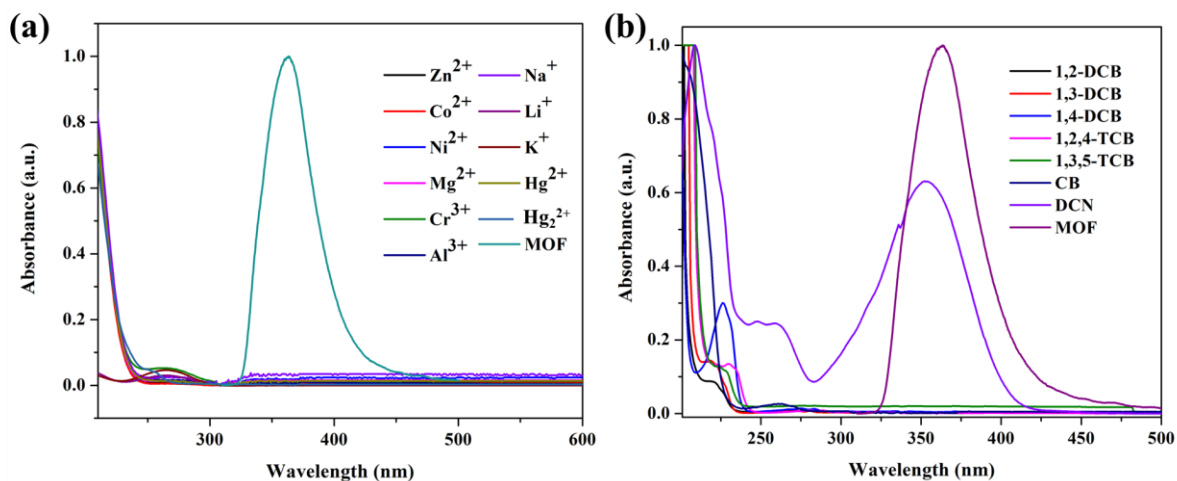 (a)
Absorbance (a.u.)
1.0
0.8
0.6
0.4
0.2
0.0
Zn2+
Co2+
Ni2+
Mg2+
Cr3+
Al3+
Na+
Li+
K+
Hg2+
Hg22+
MOF
300
400
500
600
Wavelength (nm)
(b)
Absorbance (a.u.)
1.0
0.8
0.6
0.4
0.2
0.0
1,2-DCB
1,3-DCB
1,4-DCB
1,2,4-TCB
1,3,5-TCB
CB
DCN
MOF
250
300
350
400
450
500
Wavelength (nm)